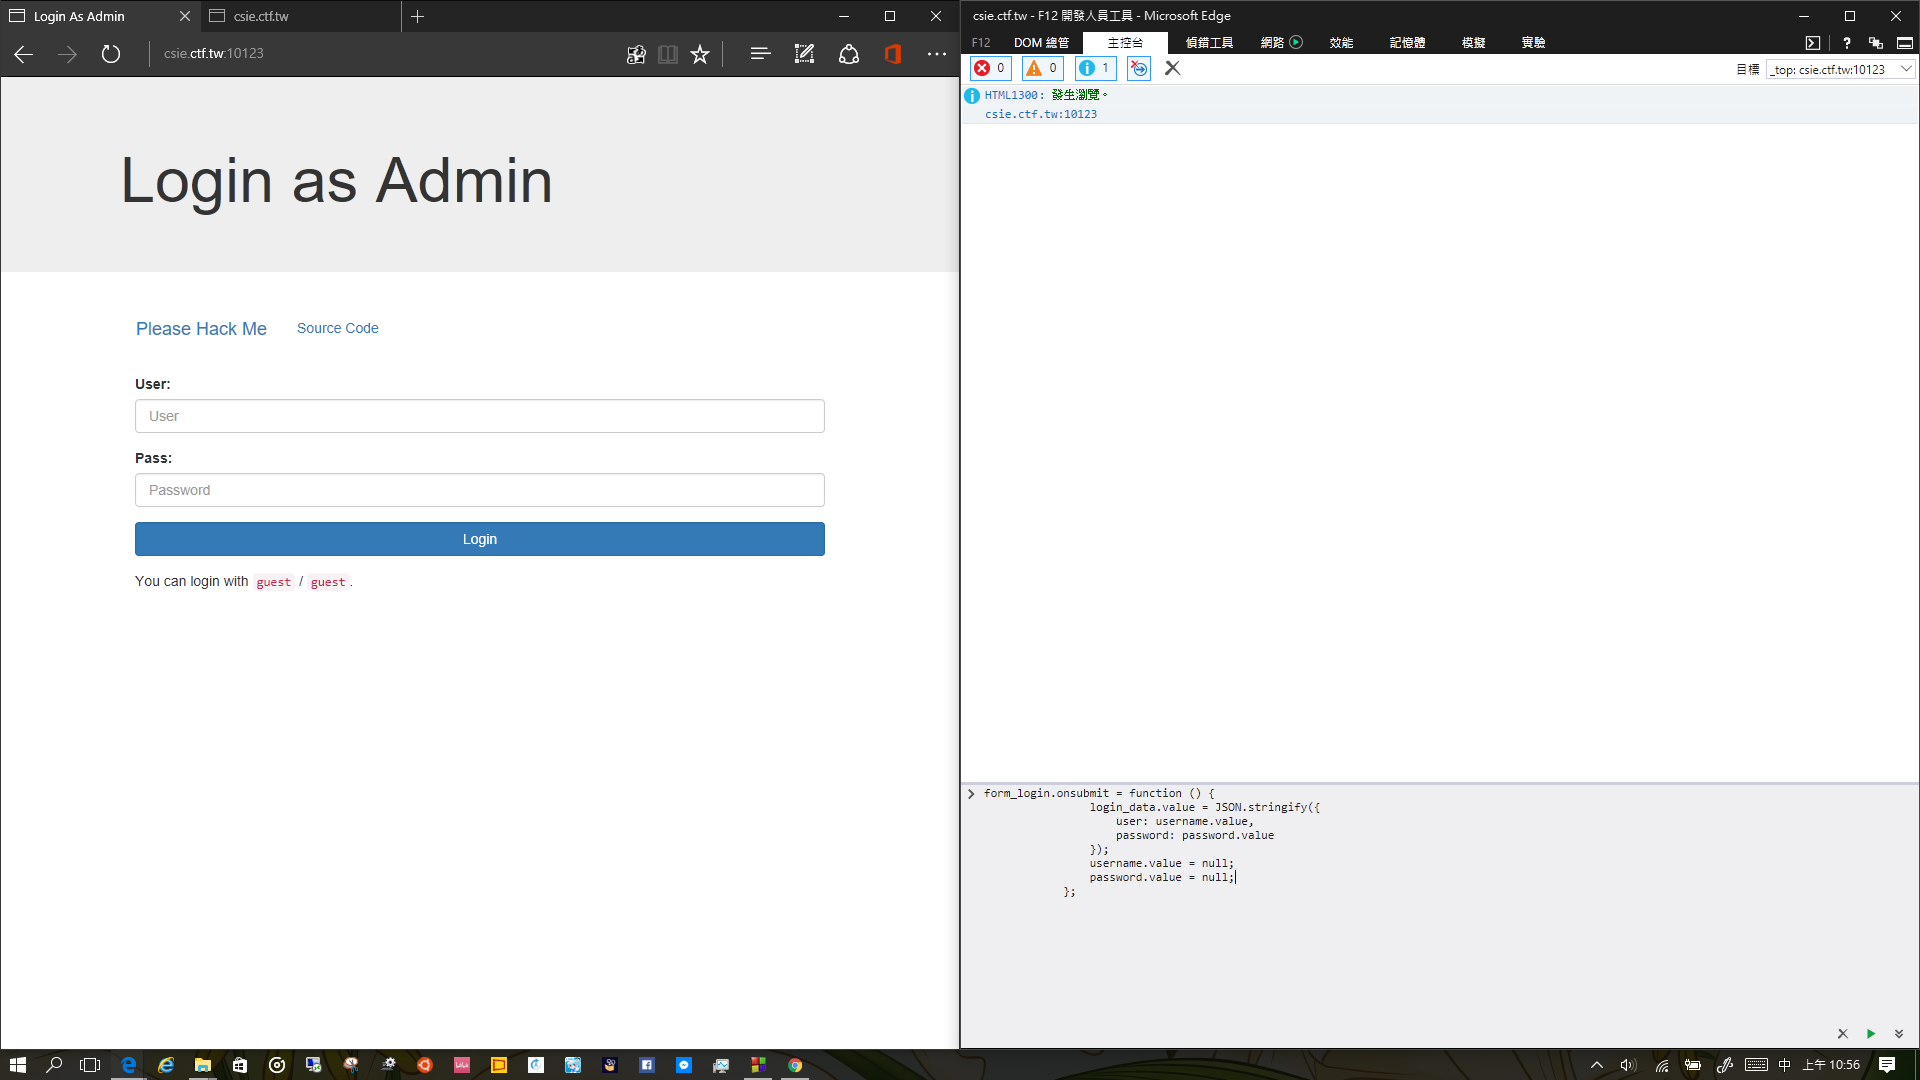 Login As Admin
csie.ctf.tw
csie.ctf.tw:10123
Login as Admin
Please Hack Me
Source Code
User:
User
Pass:
Password
Login
You can login with guest / guest.
csie.ctf.tw - F12 開發人員工具 - Microsoft Edge
F12 DOM 總管 主控台 偵錯工具 網路 效能 記憶體 模擬 實驗
0 0 1
目標 _top: csie.ctf.tw:10123
HTML1300: 發生瀏覽。
csie.ctf.tw:10123
form_login.onsubmit = function () {
login_data.value = JSON.stringify({
user: username.value,
password: password.value
});
username.value = null;
password.value = null;
};
中 上午 10:56